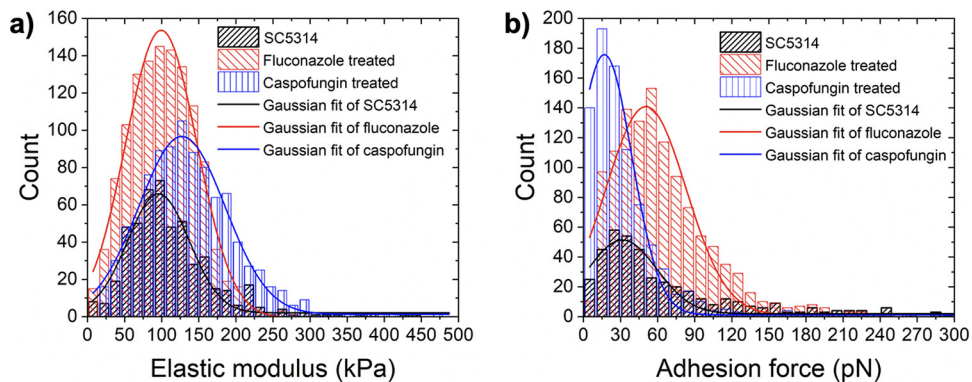 a)
SC5314
Fluconazole treated
Caspofungin treated
Gaussian fit of SC5314
Gaussian fit of fluconazole
Gaussian fit of caspofungin
Count
160
140
120
100
80
60
40
20
0
0 50 100 150 200 250 300 350 400 450 500
Elastic modulus (kPa)
b)
SC5314
Fluconazole treated
Caspofungin treated
Gaussian fit of SC5314
Gaussian fit of fluconazole
Gaussian fit of caspofungin
Count
200
180
160
140
120
100
80
60
40
20
0
0 30 60 90 120 150 180 210 240 270 300
Adhesion force (pN)